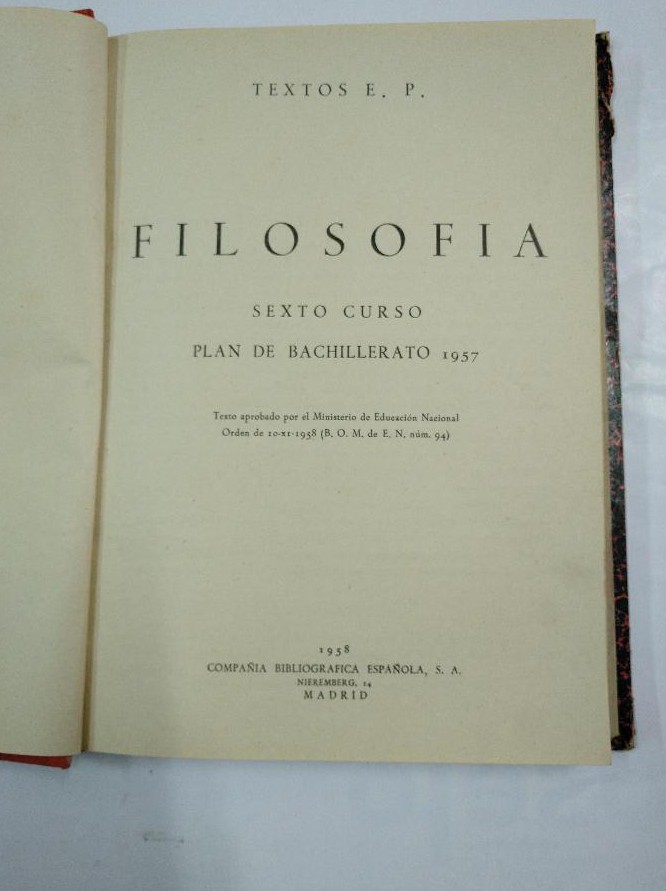 TEXTOS E. P.
FILOSOFIA
SEXTO CURSO
PLAN DE BACHILLERATO 1957
Texto aprobado por el Ministerio de Educación Nacional
Orden de 10-XI-1958 (B. O. M. de E. N. núm. 94)
1958
COMPAÑIA BIBLIOGRAFICA ESPAÑOLA, S. A.
NIEREMBERG, 14
MADRID